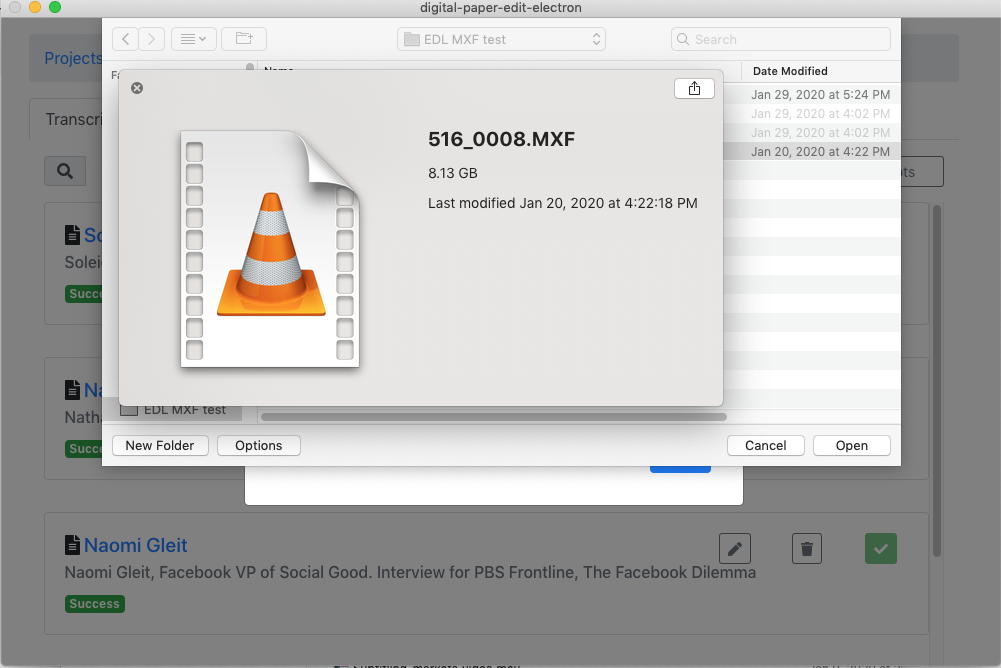 digital-paper-edit-electron
EDL MXF test
Search
Projects
Name
Date Modified
Jan 29, 2020 at 5:24 PM
Jan 29, 2020 at 4:02 PM
Jan 29, 2020 at 4:02 PM
Jan 20, 2020 at 4:22 PM
Transcri
516_0008.MXF
8.13 GB
Last modified Jan 20, 2020 at 4:22:18 PM
So
Solei
Succe
Na
Natha
Succe
EDL MXF test
New Folder
Options
Cancel
Open
Naomi Gleit
Naomi Gleit, Facebook VP of Social Good. Interview for PBS Frontline, The Facebook Dilemma
Success